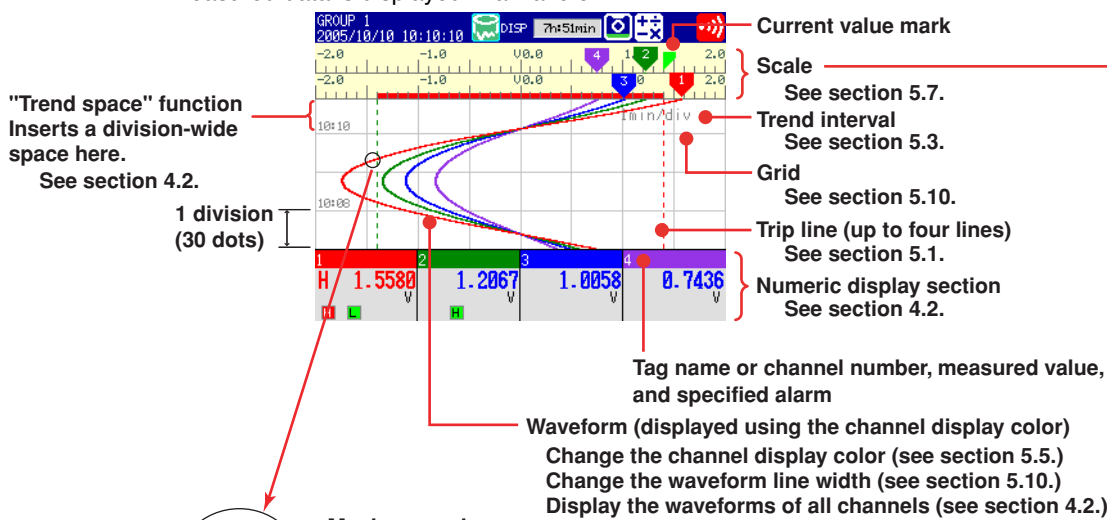 GROUP 1
2005/10/10 10:10:10
DISP
7h:51min
-2.0 -1.0 V0.0 2.0
4 2
-2.0 -1.0 V0.0 2.0
3 1
10:10
1min/div
10:08
1 2 3 4
H 1.5580 1.2067 1.0058 0.7436
V V V V
H L H
"Trend space" function
Inserts a division-wide
space here.
See section 4.2.
1 division
(30 dots)
Current value mark
Scale
See section 5.7.
Trend interval
See section 5.3.
Grid
See section 5.10.
Trip line (up to four lines)
See section 5.1.
Numeric display section
See section 4.2.
Tag name or channel number, measured value,
and specified alarm
Waveform (displayed using the channel display color)
Change the channel display color (see section 5.5.)
Change the waveform line width (see section 5.10.)
Display the waveforms of all channels (see section 4.2.)